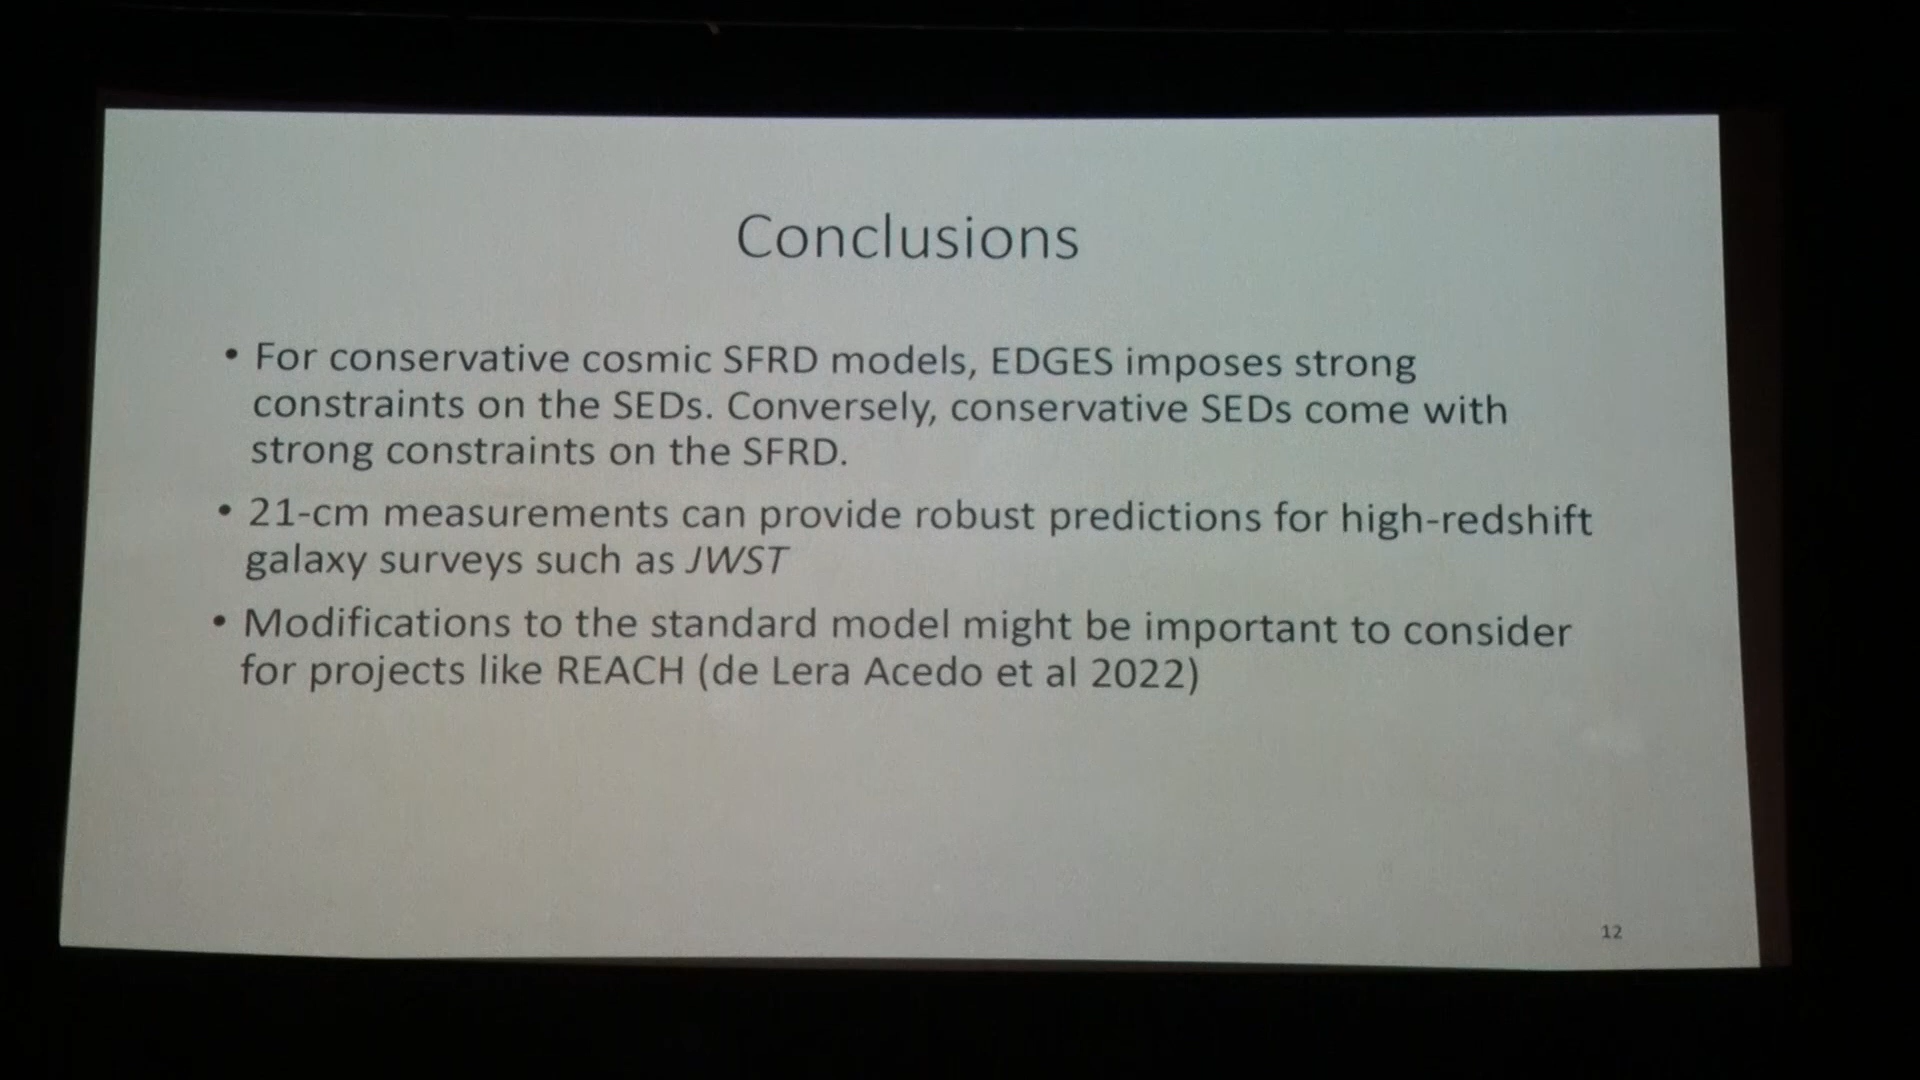 Conclusions
• For conservative cosmic SFRD models, EDGES imposes strong
constraints on the SEDs. Conversely, conservative SEDs come with
strong constraints on the SFRD.
• 21-cm measurements can provide robust predictions for high-redshift
galaxy surveys such as JWST
• Modifications to the standard model might be important to consider
for projects like REACH (de Lera Acedo et al 2022)
12